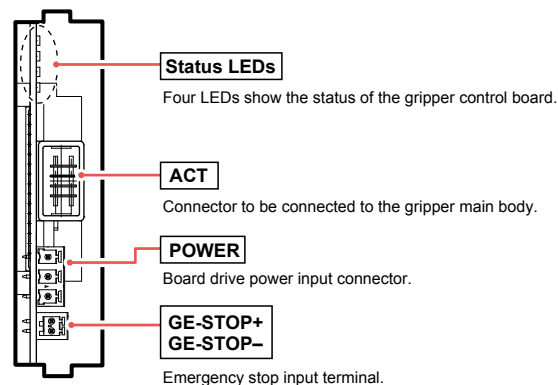 Status LEDs
Four LEDs show the status of the gripper control board.
ACT
Connector to be connected to the gripper main body.
POWER
Board drive power input connector.
GE-STOP+
GE-STOP–
Emergency stop input terminal.